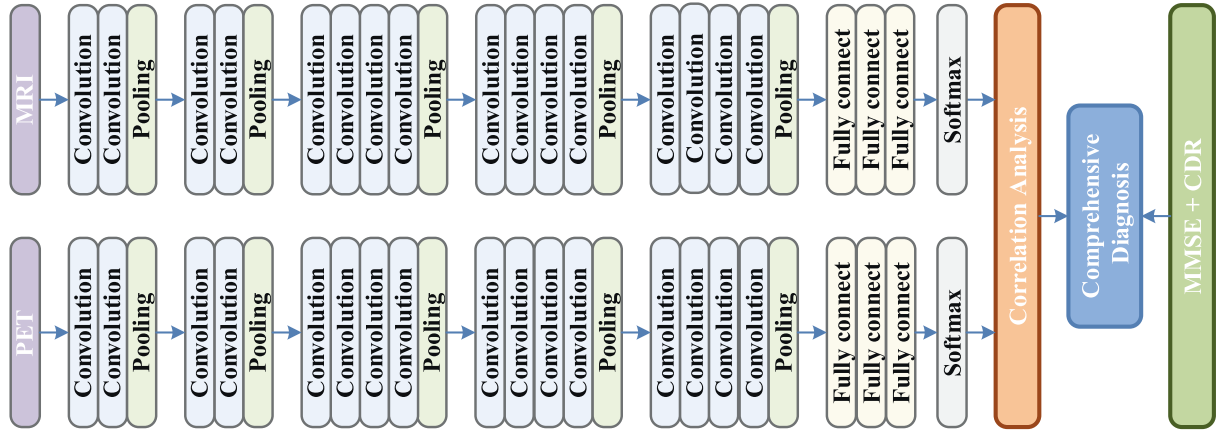 MRI
Convolution
Convolution
Pooling
Convolution
Convolution
Pooling
Convolution
Convolution
Convolution
Convolution
Pooling
Convolution
Convolution
Convolution
Convolution
Pooling
Convolution
Convolution
Convolution
Convolution
Pooling
Fully connect
Fully connect
Fully connect
Softmax
PET
Convolution
Convolution
Pooling
Convolution
Convolution
Pooling
Convolution
Convolution
Convolution
Convolution
Pooling
Convolution
Convolution
Convolution
Convolution
Pooling
Convolution
Convolution
Convolution
Convolution
Pooling
Fully connect
Fully connect
Fully connect
Softmax
Correlation Analysis
Comprehensive
Diagnosis
MMSE + CDR